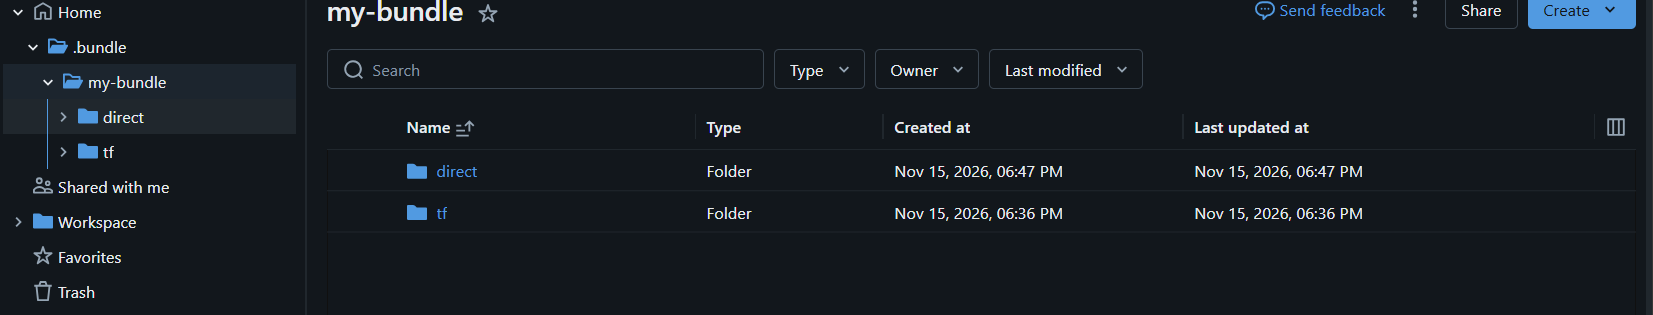 Home
.bundle
my-bundle
direct
tf
Shared with me
Workspace
Favorites
Trash
my-bundle
Send feedback
Share
Create
Search
Type
Owner
Last modified
Name Type Created at Last updated at
direct Folder Nov 15, 2026, 06:47 PM Nov 15, 2026, 06:47 PM
tf Folder Nov 15, 2026, 06:36 PM Nov 15, 2026, 06:36 PM